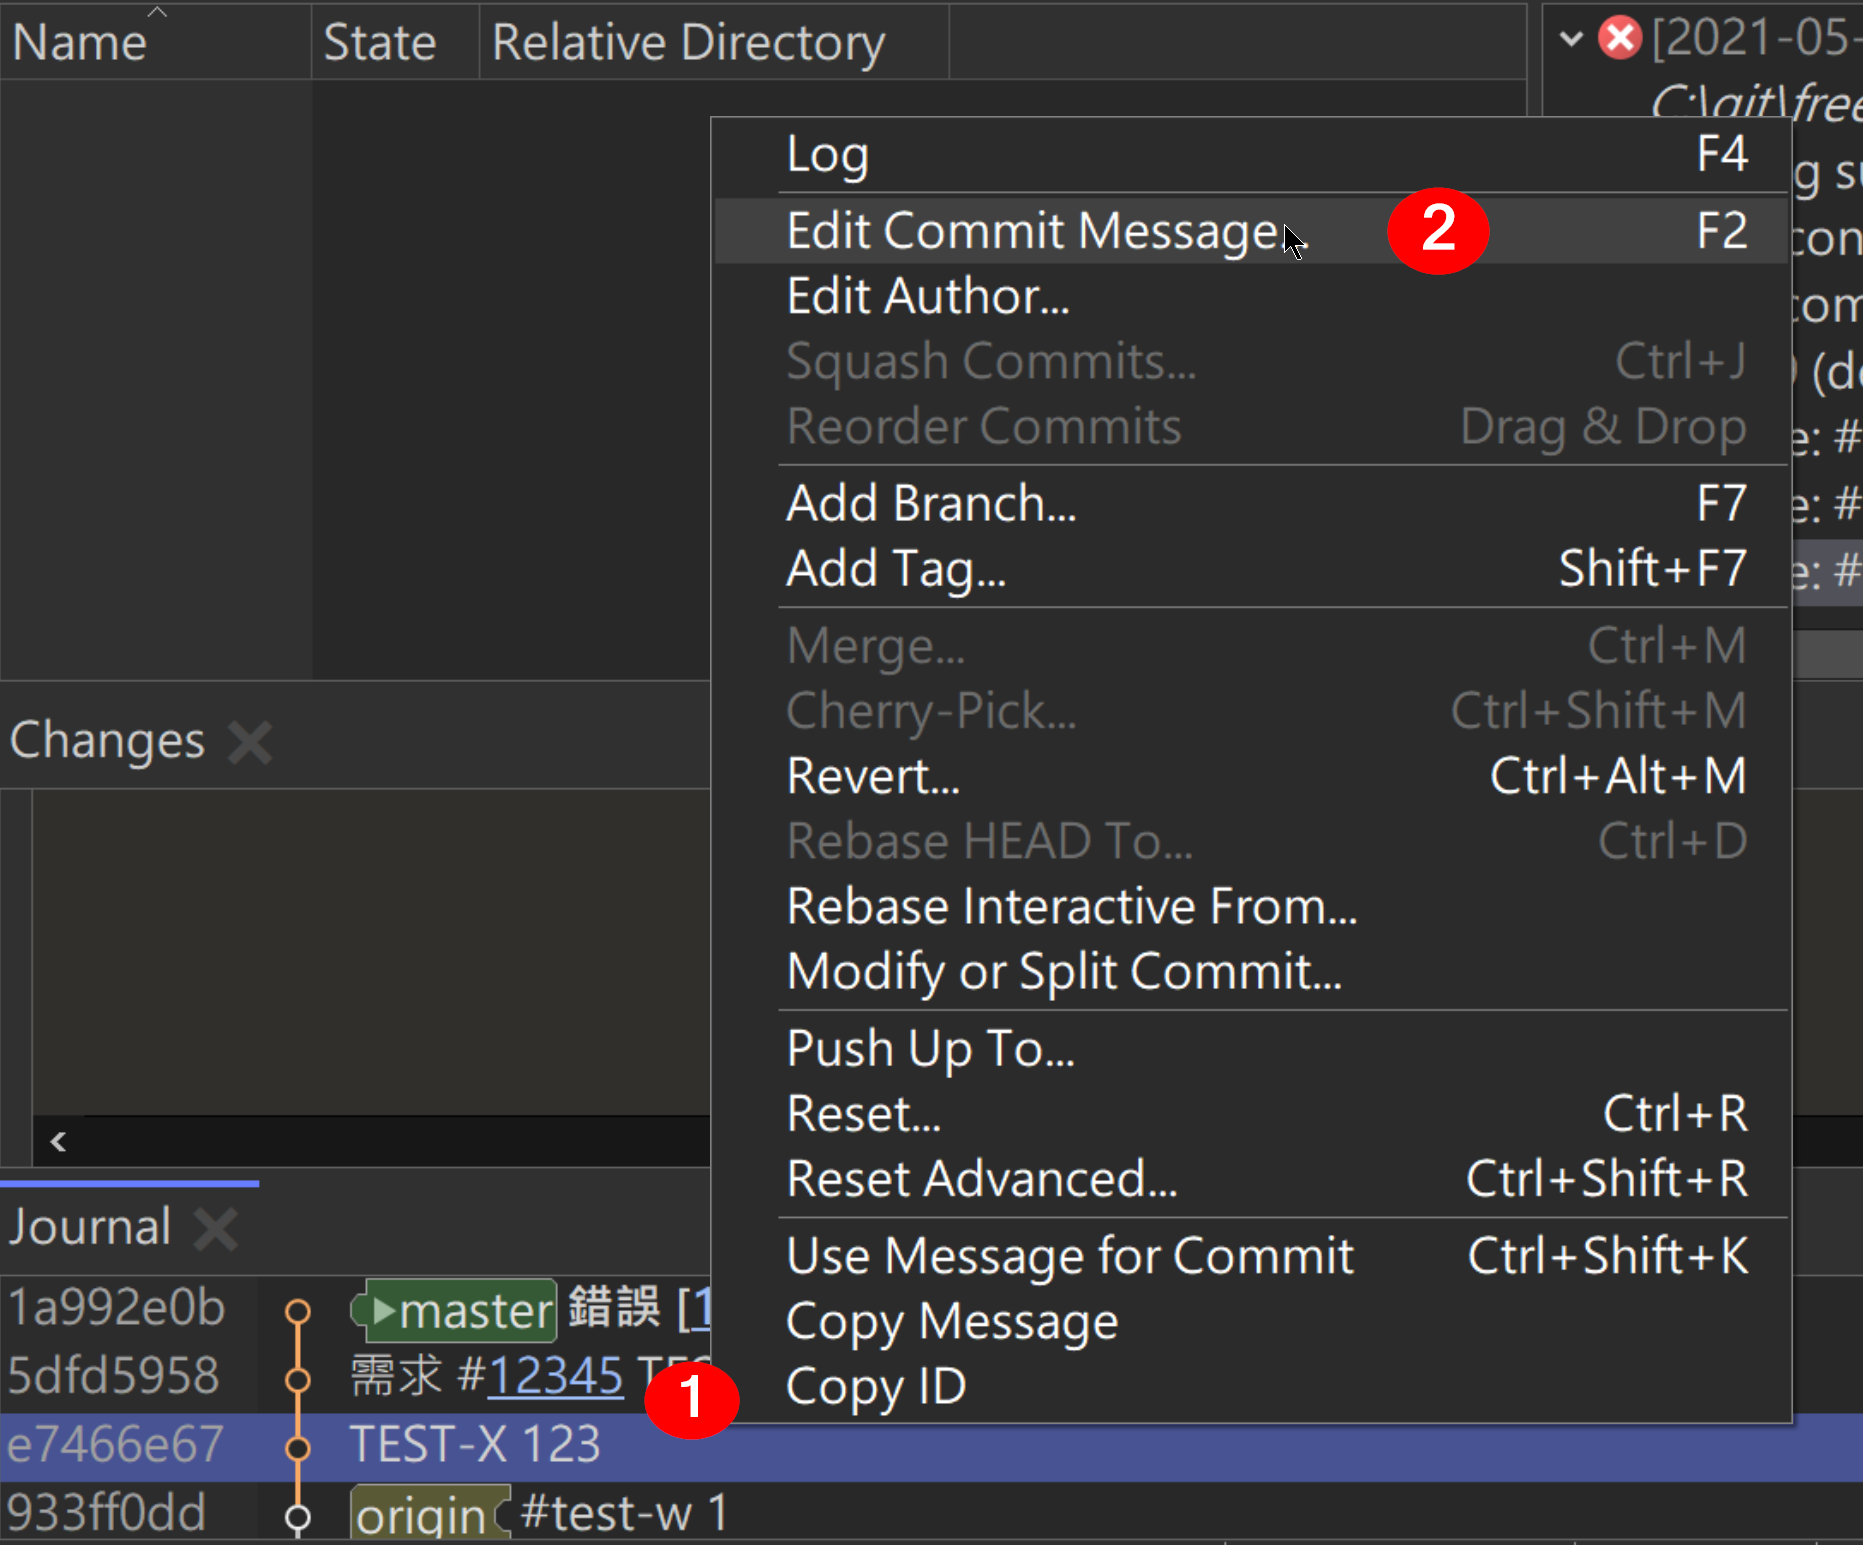 Name State Relative Directory
[2021-05-
C:\git\free
Log F4
Edit Commit Message... 2 F2
Edit Author...
Squash Commits... Ctrl+J
Reorder Commits Drag & Drop
Add Branch... F7
Add Tag... Shift+F7
Merge... Ctrl+M
Cherry-Pick... Ctrl+Shift+M
Revert... Ctrl+Alt+M
Rebase HEAD To... Ctrl+D
Rebase Interactive From...
Modify or Split Commit...
Push Up To...
Reset... Ctrl+R
Reset Advanced... Ctrl+Shift+R
Use Message for Commit Ctrl+Shift+K
Copy Message
Copy ID
g su
con
com
(de
e: #
e: #
e: #
Changes
Journal
1a992e0b master 錯誤 [1
5dfd5958 需求 #12345
1
e7466e67 TEST-X 123
933ff0dd origin #test-w 1